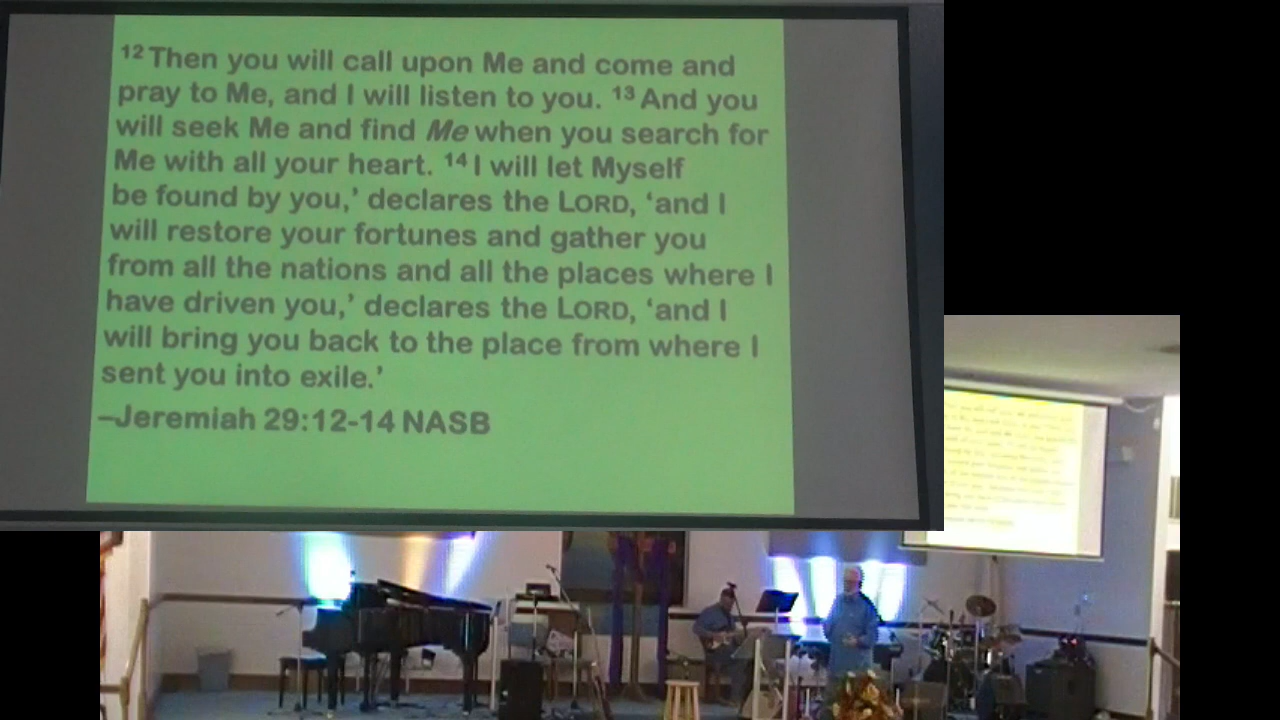 12 Then you will call upon Me and come and
pray to Me, and I will listen to you. 13 And you
will seek Me and find Me when you search for
Me with all your heart. 14 I will let Myself
be found by you,’ declares the LORD, ‘and I
will restore your fortunes and gather you
from all the nations and all the places where I
have driven you,’ declares the LORD, ‘and I
will bring you back to the place from where I
sent you into exile.’
–Jeremiah 29:12-14 NASB